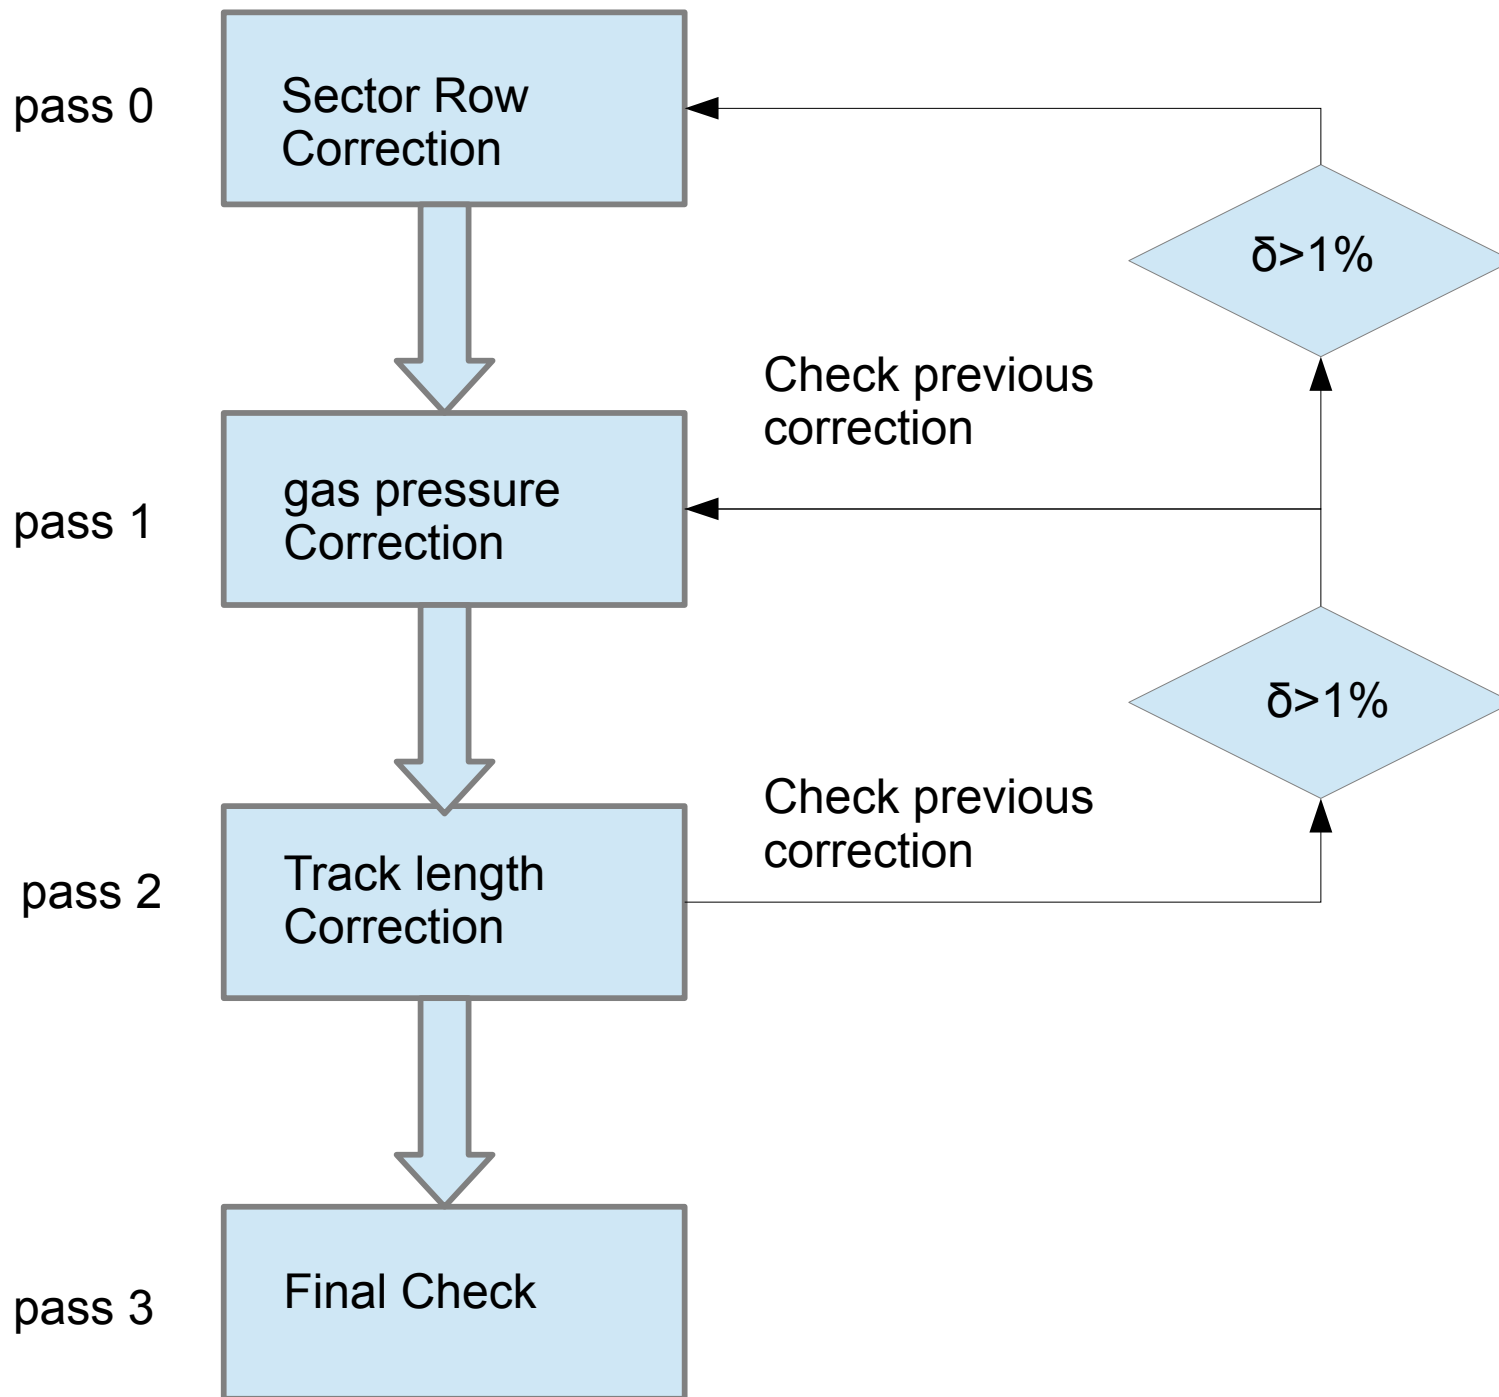 pass 0
Sector Row
Correction
δ>1%
Check previous
correction
pass 1
gas pressure
Correction
δ>1%
Check previous
correction
pass 2
Track length
Correction
pass 3
Final Check